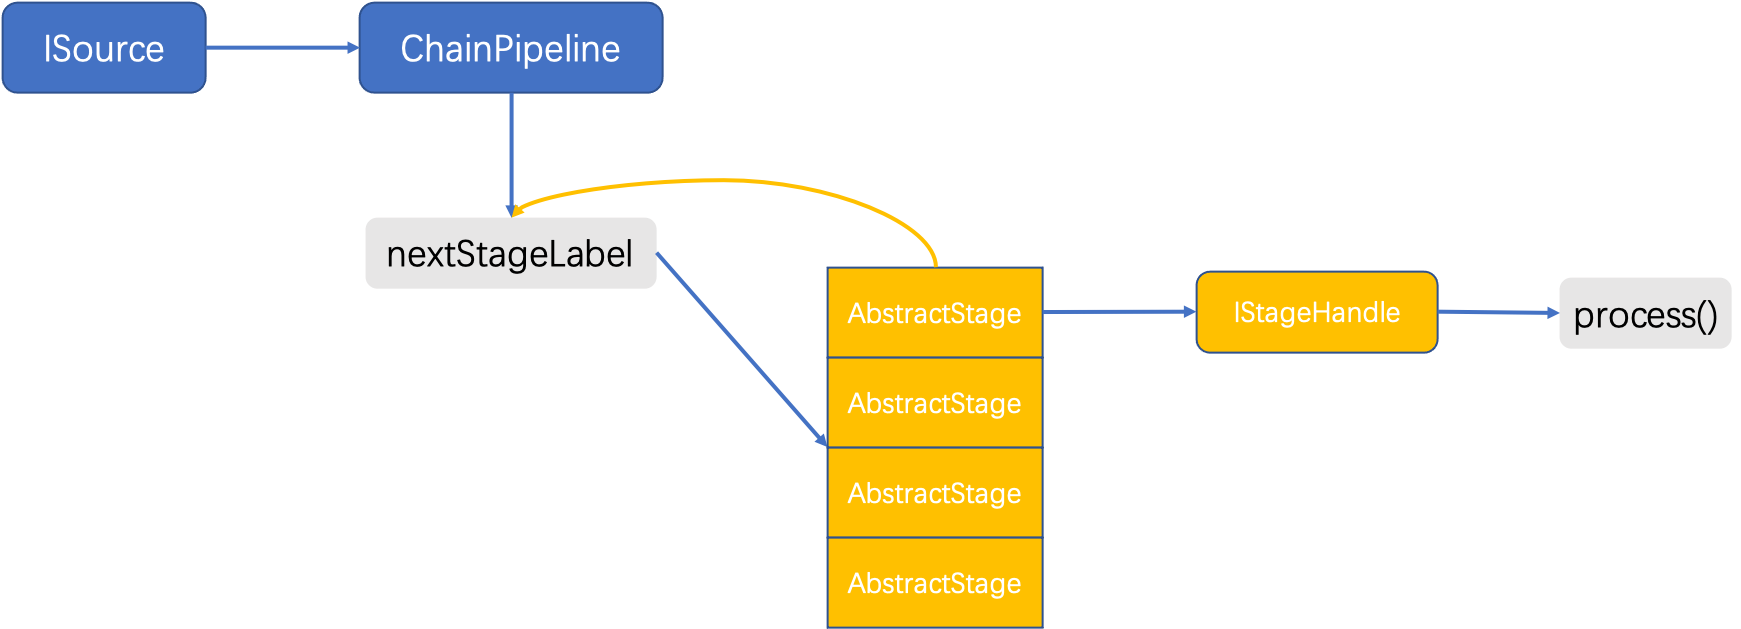 ISource
ChainPipeline
nextStageLabel
AbstractStage
IStageHandle
process()
AbstractStage
AbstractStage
AbstractStage